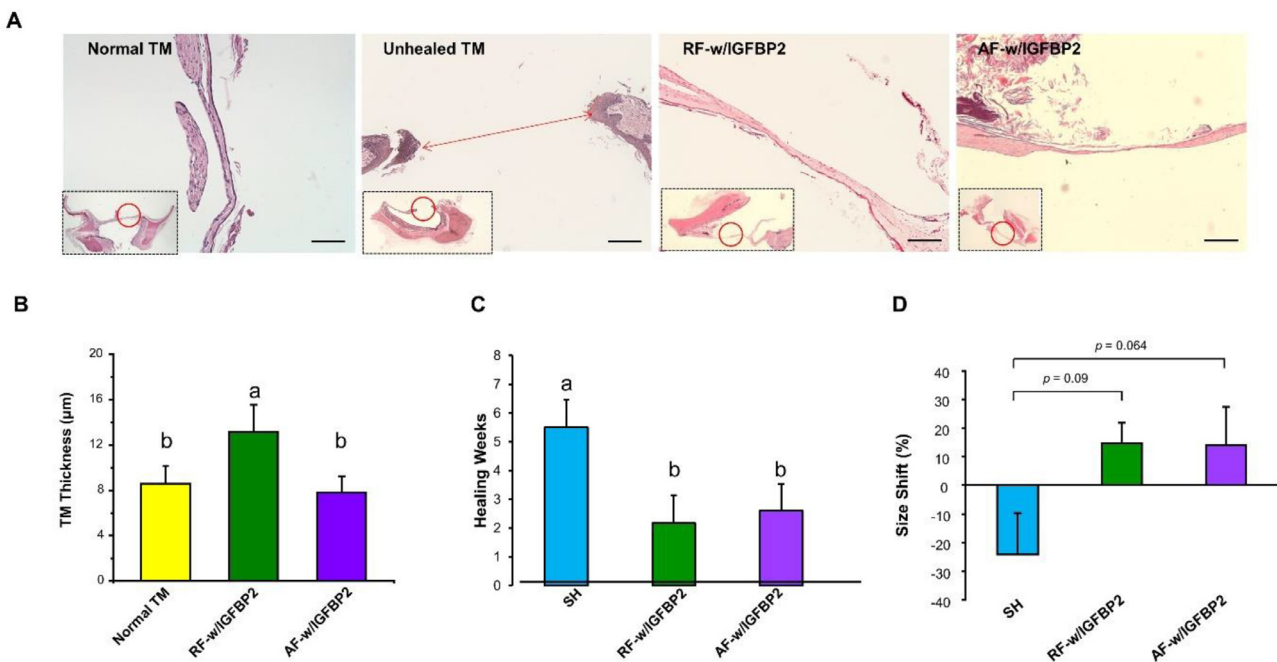 A
Normal TM
Unhealed TM
RF-w/IGFBP2
AF-w/IGFBP2
B
TM Thickness (μm)
20
16
12
8
4
0
b
a
b
Normal TM
RF-w/IGFBP2
AF-w/IGFBP2
C
Healing Weeks
8
7
6
5
4
3
2
1
0
a
b
b
SH
RF-w/IGFBP2
AF-w/IGFBP2
D
p = 0.064
p = 0.09
Size Shift (%)
40
30
20
10
0
-10
-20
-30
-40
SH
RF-w/IGFBP2
AF-w/IGFBP2